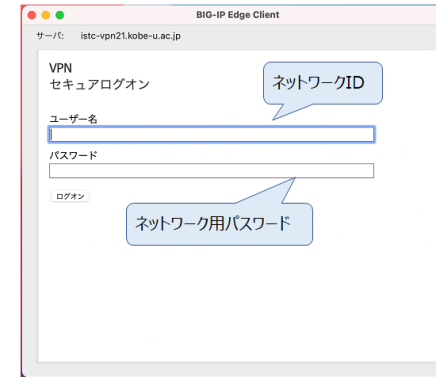 BIG-IP Edge Client
サーバ: istc-vpn21.kobe-u.ac.jp
VPN
セキュアログオン
ネットワークID
ユーザー名
パスワード
ログオン
ネットワーク用パスワード